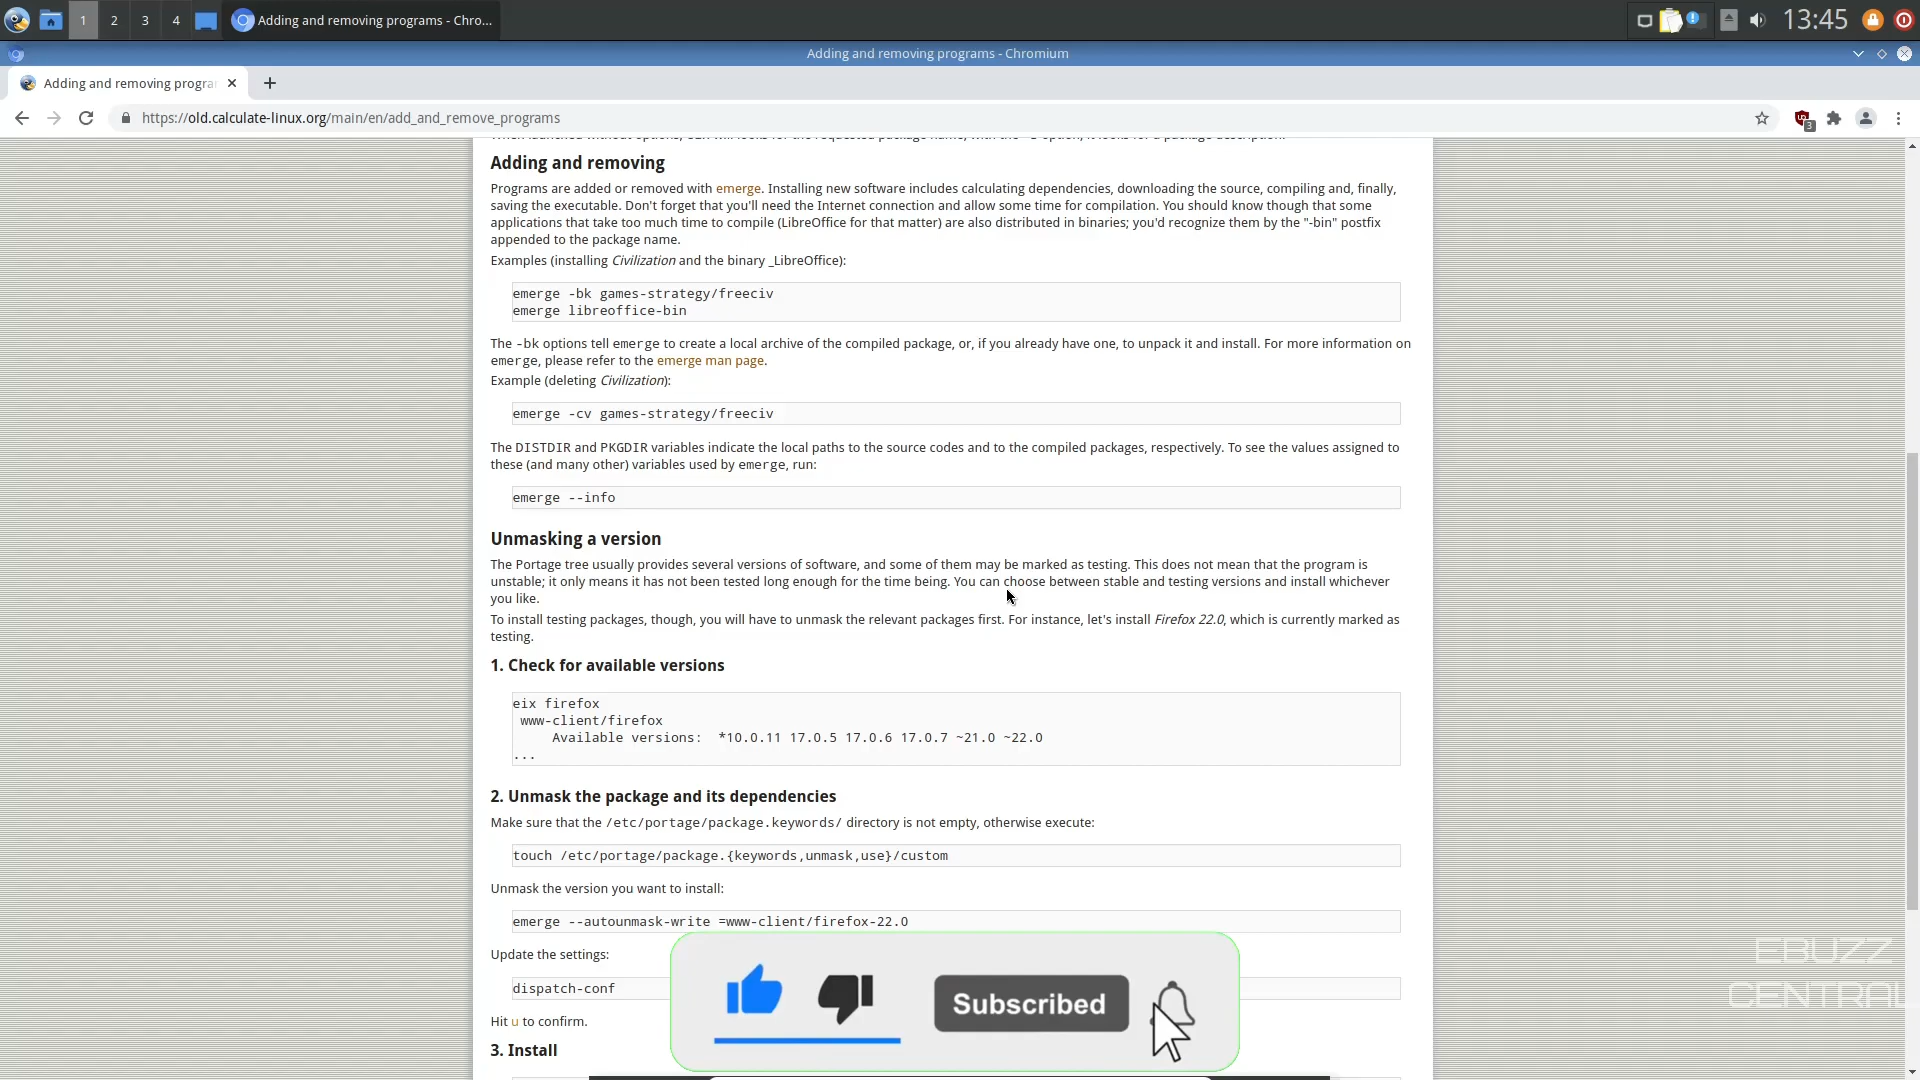 1 2 3 4 Adding and removing programs - Chro... 13:45
Adding and removing programs - Chromium
Adding and removing progra
https://old.calculate-linux.org/main/en/add_and_remove_programs
3
Adding and removing
Programs are added or removed with emerge. Installing new software includes calculating dependencies, downloading the source, compiling and, finally,
saving the executable. Don't forget that you'll need the Internet connection and allow some time for compilation. You should know though that some
applications that take too much time to compile (LibreOffice for that matter) are also distributed in binaries; you'd recognize them by the "-bin" postfix
appended to the package name.
Examples (installing Civilization and the binary _LibreOffice):
emerge -bk games-strategy/freeciv
emerge libreoffice-bin
The -bk options tell emerge to create a local archive of the compiled package, or, if you already have one, to unpack it and install. For more information on
emerge, please refer to the emerge man page.
Example (deleting Civilization):
emerge -cv games-strategy/freeciv
The DISTDIR and PKGDIR variables indicate the local paths to the source codes and to the compiled packages, respectively. To see the values assigned to
these (and many other) variables used by emerge, run:
emerge --info
Unmasking a version
The Portage tree usually provides several versions of software, and some of them may be marked as testing. This does not mean that the program is
unstable; it only means it has not been tested long enough for the time being. You can choose between stable and testing versions and install whichever
you like.
To install testing packages, though, you will have to unmask the relevant packages first. For instance, let's install Firefox 22.0, which is currently marked as
testing.
1. Check for available versions
eix firefox
www-client/firefox
Available versions: *10.0.11 17.0.5 17.0.6 17.0.7 ~21.0 ~22.0
...
2. Unmask the package and its dependencies
Make sure that the /etc/portage/package.keywords/ directory is not empty, otherwise execute:
touch /etc/portage/package.{keywords,unmask,use}/custom
Unmask the version you want to install:
emerge --autounmask-write =www-client/firefox-22.0
Update the settings:
dispatch-conf
Hit u to confirm.
3. Install
Subscribed
EBUZZ
CENTRAL